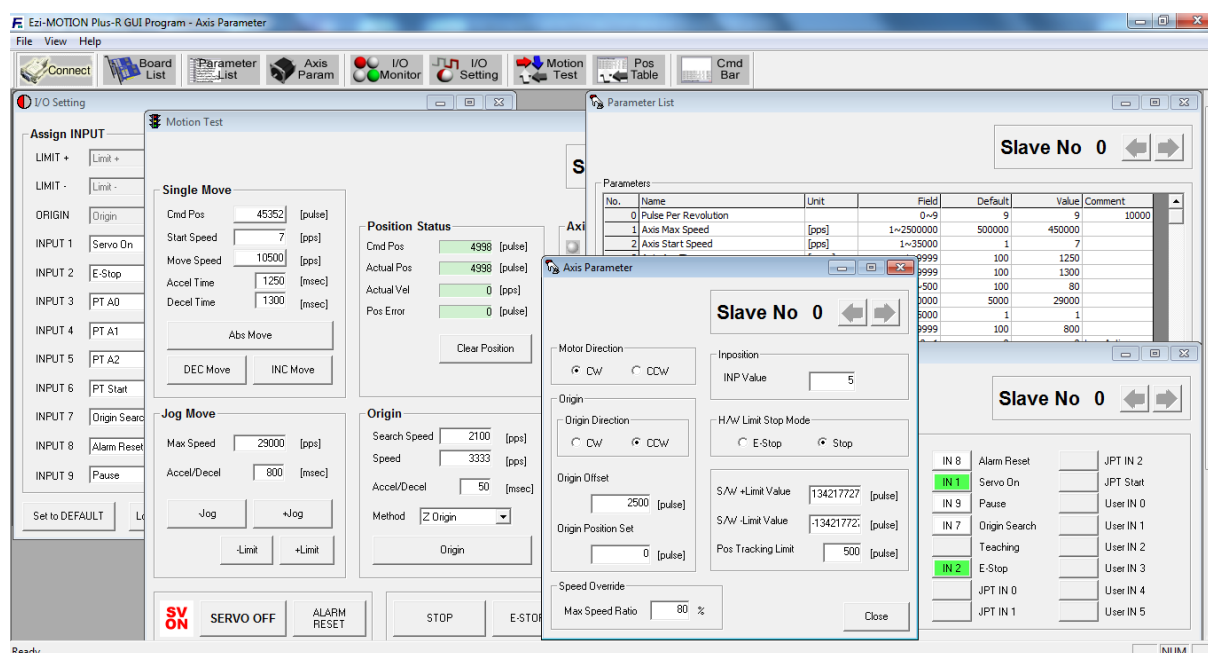 Ezi-MOTION Plus-R GUI Program - Axis Parameter
File View Help
Connect
Board List
Parameter List
Axis Param
I/O Monitor
I/O Setting
Motion Test
Pos Table
Cmd Bar
I/O Setting
Assign INPUT
LIMIT + Limit +
LIMIT - Limit -
ORIGIN Origin
INPUT 1 Servo On
INPUT 2 E-Stop
INPUT 3 PT A0
INPUT 4 PT A1
INPUT 5 PT A2
INPUT 6 PT Start
INPUT 7 Origin Searc
INPUT 8 Alarm Reset
INPUT 9 Pause
Set to DEFAULT
Motion Test
Single Move
Cmd Pos 45352 [pulse]
Start Speed 7 [pps]
Move Speed 10500 [pps]
Accel Time 1250 [msec]
Decel Time 1300 [msec]
Abs Move
DEC Move INC Move
Jog Move
Max Speed 29000 [pps]
Accel/Decel 800 [msec]
-Jog +Jog
-Limit +Limit
Position Status
Cmd Pos 4998 [pulse]
Actual Pos 4998 [pulse]
Actual Vel 0 [pps]
Pos Error 0 [pulse]
Clear Position
Origin
Search Speed 2100 [pps]
Speed 3333 [pps]
Accel/Decel 50 [msec]
Method Z Origin
Origin
SV ON
SERVO OFF
ALARM RESET
STOP
E-STO
S
Axi
Parameter List
Slave No 0
Parameters
No. Name Unit Field Default Value Comment
0 Pulse Per Revolution 0~9 9 9 10000
1 Axis Max Speed [pps] 1~2500000 500000 450000
2 Axis Start Speed [pps] 1~35000 1 7
9999 100 1250
9999 100 1300
~500 100 80
0000 5000 29000
5000 1 1
9999 100 800
Axis Parameter
Slave No 0
Motor Direction
CW CCW
Inposition
INP Value 5
Origin
Origin Direction
CW CCW
H/W Limit Stop Mode
E-Stop Stop
Origin Offset
2500 [pulse]
Origin Position Set
0 [pulse]
S/W +Limit Value 134217727 [pulse]
S/W -Limit Value -13421772 [pulse]
Pos Tracking Limit 500 [pulse]
Speed Override
Max Speed Ratio 80 %
Close
Slave No 0
IN 8 Alarm Reset JPT IN 2
IN 1 Servo On JPT Start
IN 9 Pause User IN 0
IN 7 Origin Search User IN 1
Teaching User IN 2
IN 2 E-Stop User IN 3
JPT IN 0 User IN 4
JPT IN 1 User IN 5
Ready
NUM